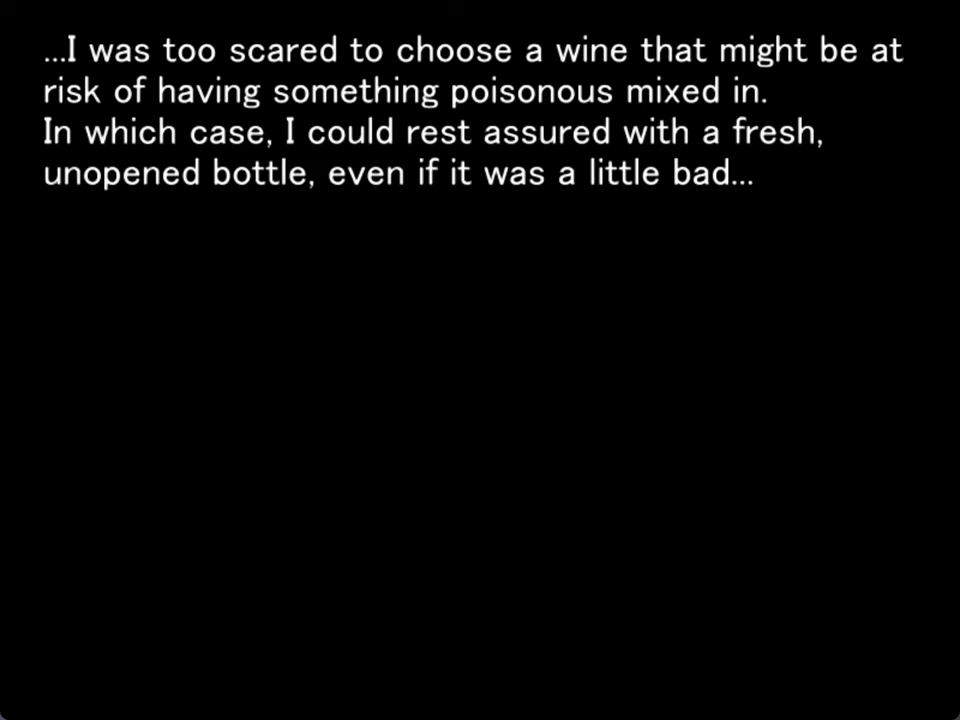 ...I was too scared to choose a wine that might be at
risk of having something poisonous mixed in.
In which case, I could rest assured with a fresh,
unopened bottle, even if it was a little bad...